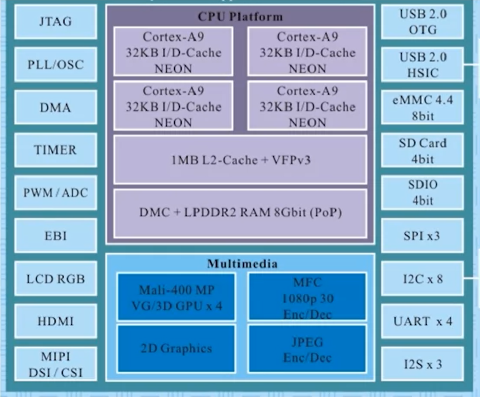 JTAG
PLL/OSC
DMA
TIMER
PWM / ADC
EBI
LCD RGB
HDMI
MIPI
DSI / CSI
CPU Platform
Cortex-A9
32KB I/D-Cache
NEON
Cortex-A9
32KB I/D-Cache
NEON
Cortex-A9
32KB I/D-Cache
NEON
Cortex-A9
32KB I/D-Cache
NEON
1MB L2-Cache + VFPv3
DMC + LPDDR2 RAM 8Gbit (PoP)
Multimedia
Mali-400 MP
VG/3D GPU x 4
MFC
1080p 30
Enc/Dec
2D Graphics
JPEG
Enc/Dec
USB 2.0
OTG
USB 2.0
HSIC
eMMC 4.4
8bit
SD Card
4bit
SDIO
4bit
SPI x3
I2C x 8
UART x 4
I2S x 3